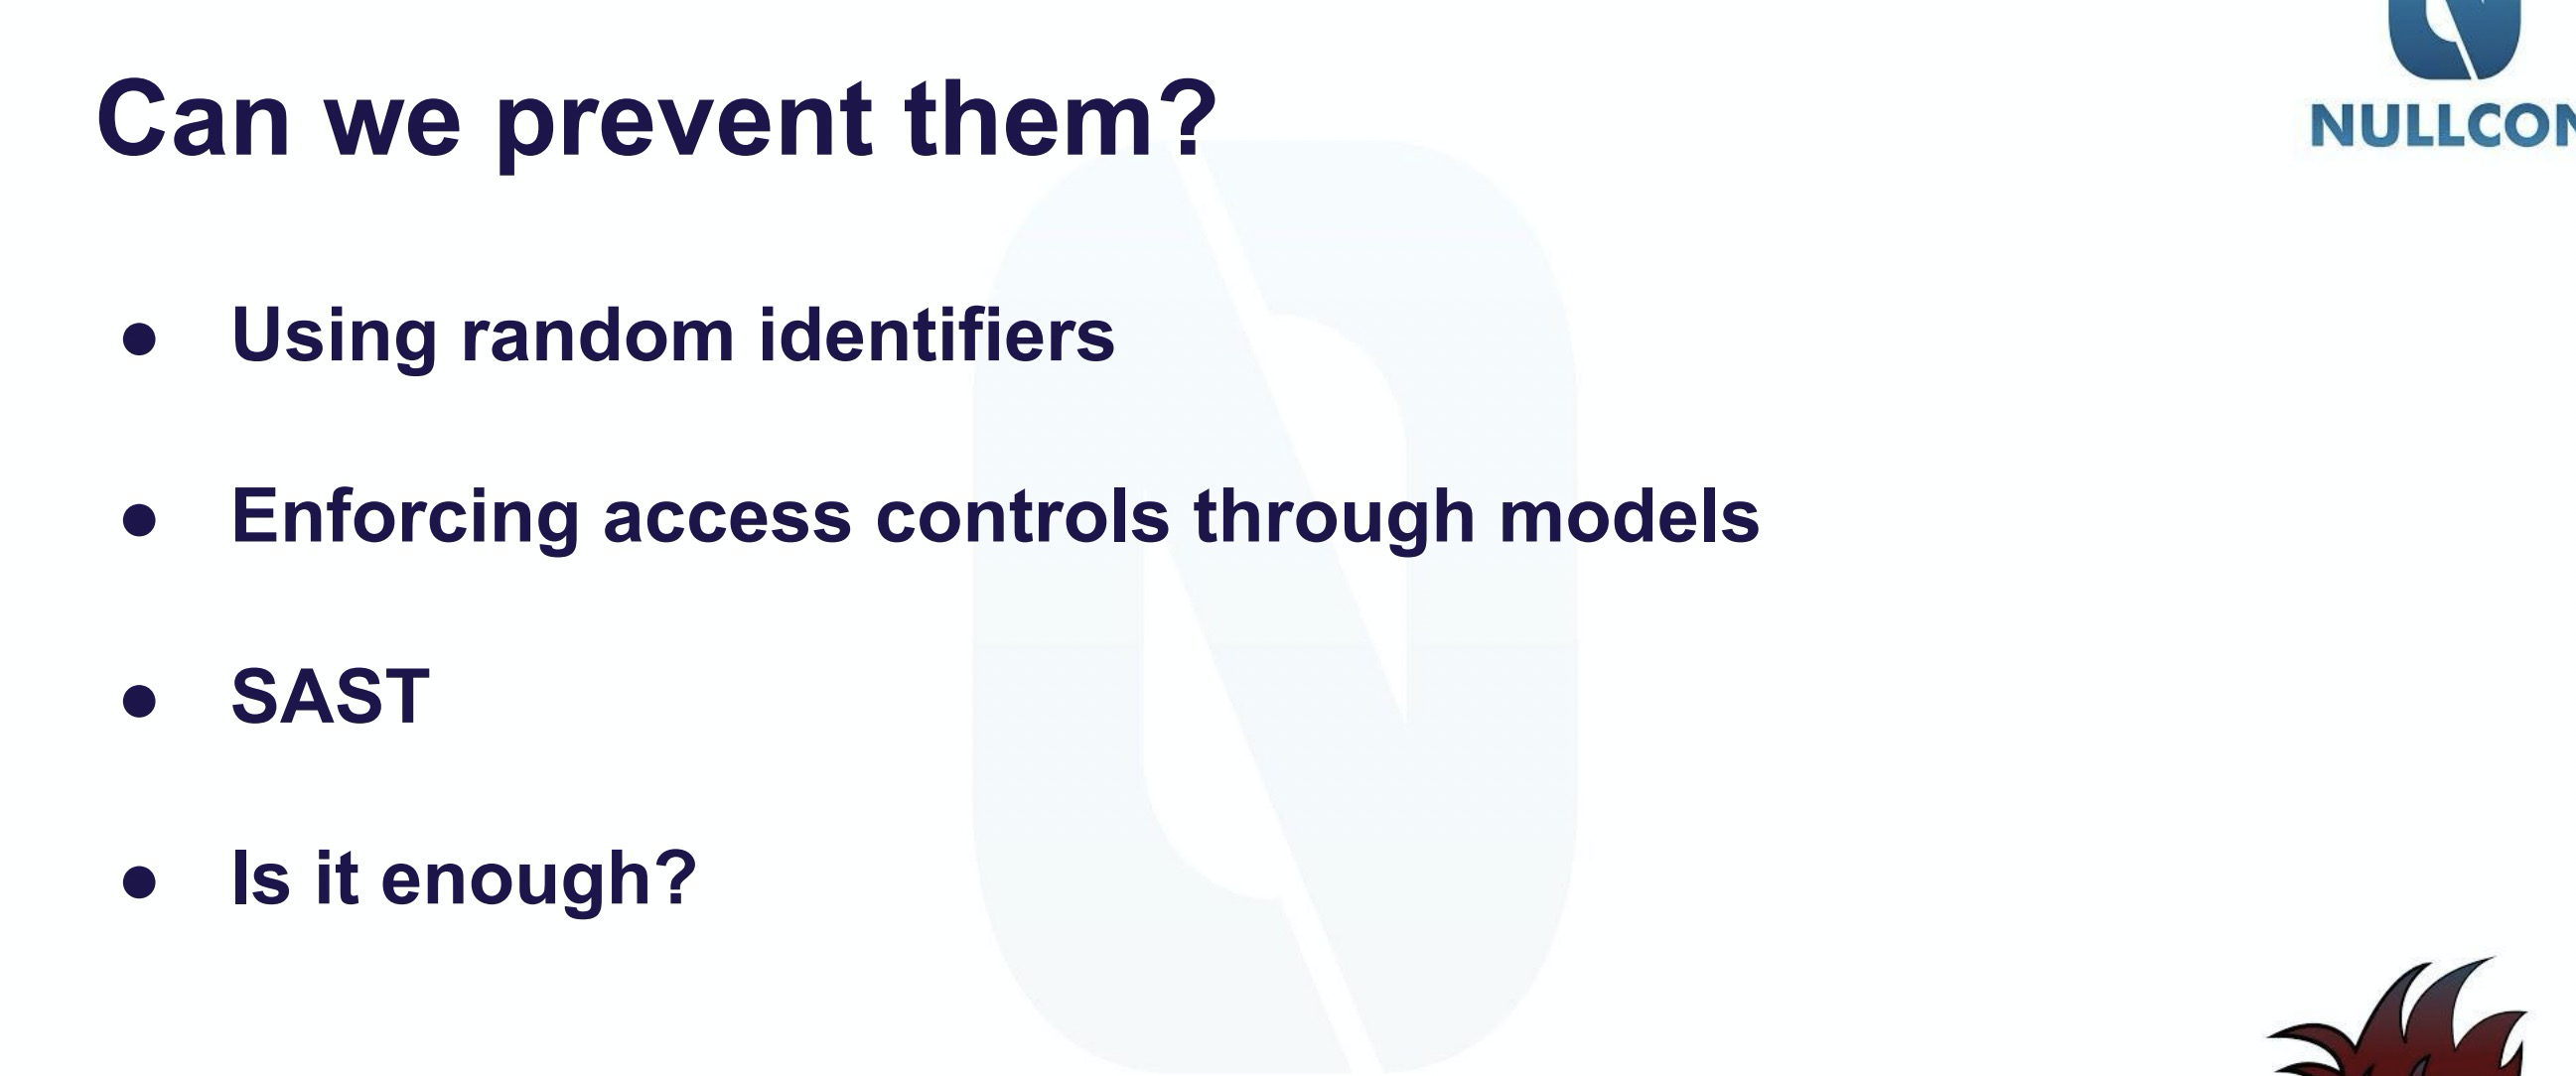 Can we prevent them?
NULLCON
● Using random identifiers
● Enforcing access controls through models
● SAST
● Is it enough?